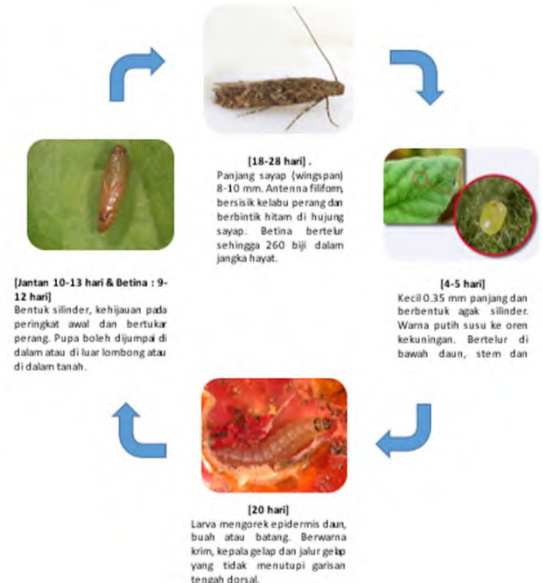 [18-28 hari] .
Panjang sayap (wingspan)
8-10 mm. Antenna filiform,
bersisik kelabu perang dan
berbintik hitam di hujung
sayap. Betina bertelur
sehingga 260 biji dalam
jangka hayat.
[4-5 hari]
Kecil 0.35 mm panjang dan
berbentuk agak silinder.
Warna putih susu ke oren
kekuningan. Bertelur di
bawah daun, stem dan
[20 hari]
Larva mengorek epidermis daun,
buah atau batang. Berwarna
krim, kepala gelap dan jalur gelap
yang tidak menutupi garisan
tengah dorsal.
[Jantan 10-13 hari & Betina : 9-
12 hari]
Bentuk silinder, kehijauan pada
peringkat awal dan bertukar
perang. Pupa boleh dijumpai di
dalam atau di luar lombong atau
di dalam tanah.